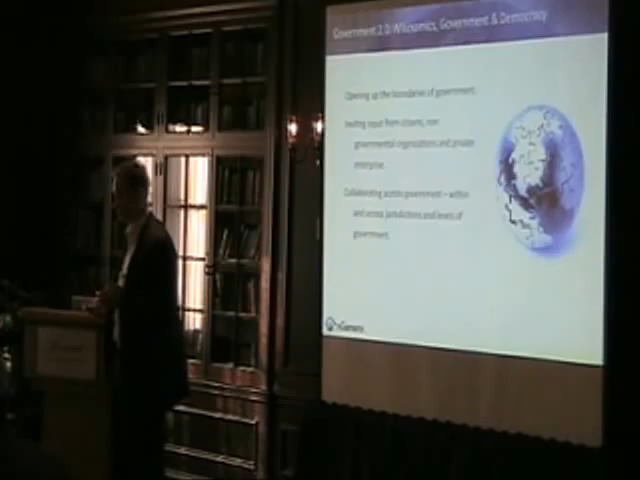 Government 2.0: Wikinomics, Government & Democracy
Opening up the boundaries of government.
Inviting input from citizens, non
governmental organizations and private
enterprise.
Collaborating across government – within
and across jurisdictions and levels of
government.
nGenera